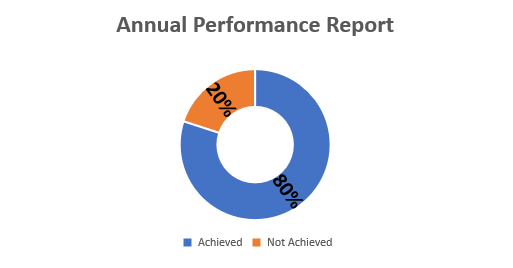 Annual Performance Report
20%
80%
Achieved Not Achieved